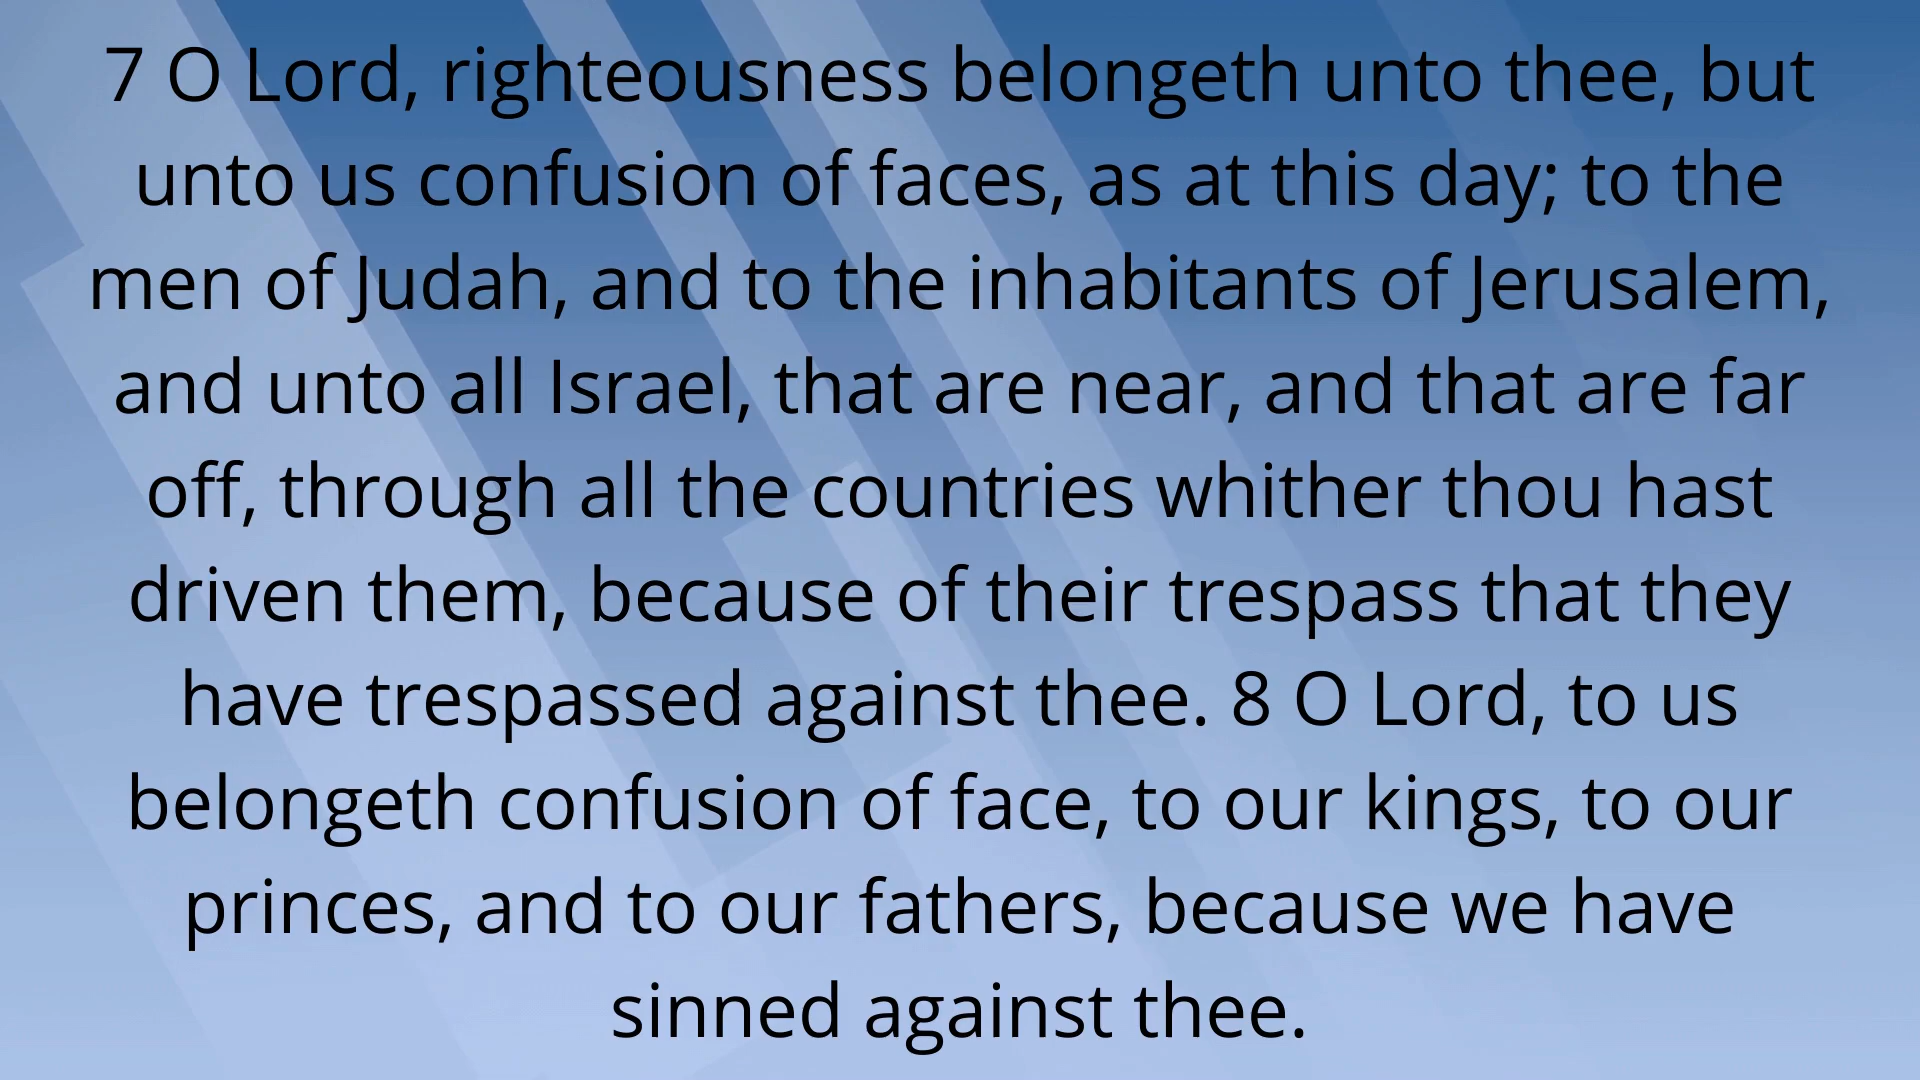 7 O Lord, righteousness belongeth unto thee, but
unto us confusion of faces, as at this day; to the
men of Judah, and to the inhabitants of Jerusalem,
and unto all Israel, that are near, and that are far
off, through all the countries whither thou hast
driven them, because of their trespass that they
have trespassed against thee. 8 O Lord, to us
belongeth confusion of face, to our kings, to our
princes, and to our fathers, because we have
sinned against thee.